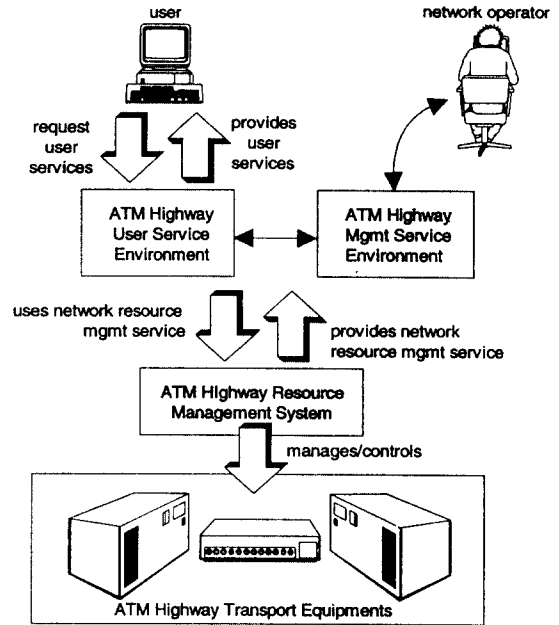 user
network operator
request
user
services
provides
user
services
ATM Highway
User Service
Environment
ATM Highway
Mgmt Service
Environment
uses network resource
mgmt service
provides network
resource mgmt service
ATM HIghway Resource
Management System
manages/controls
ATM Highway Transport Equipments